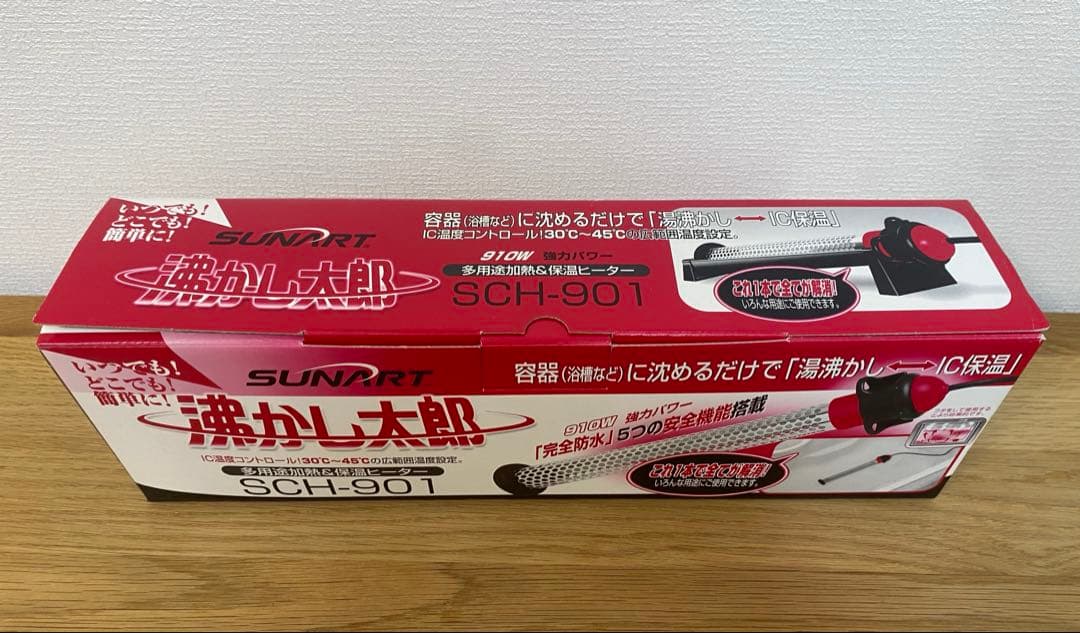 いつでも!
どこでも!
簡単に!
SUNART
沸かし太郎
容器(浴槽など)に沈めるだけで「湯沸かし⟷IC保温」
IC温度コントロール!30℃~45℃の広範囲温度設定。
910W 強力パワー
多用途加熱&保温ヒーター
SCH-901
これ1本で全てが解消!
いろんな用途にご使用できます。
いつでも!
どこでも!
簡単に!
SUNART
沸かし太郎
IC温度コントロール!30℃~45℃の広範囲温度設定。
多用途加熱&保温ヒーター
SCH-901
容器(浴槽など)に沈めるだけで「湯沸かし⟷IC保温」
910W 強力パワー
「完全防水」5つの安全機能搭載
これ1本で全てが解消!
いろんな用途にご使用できます。